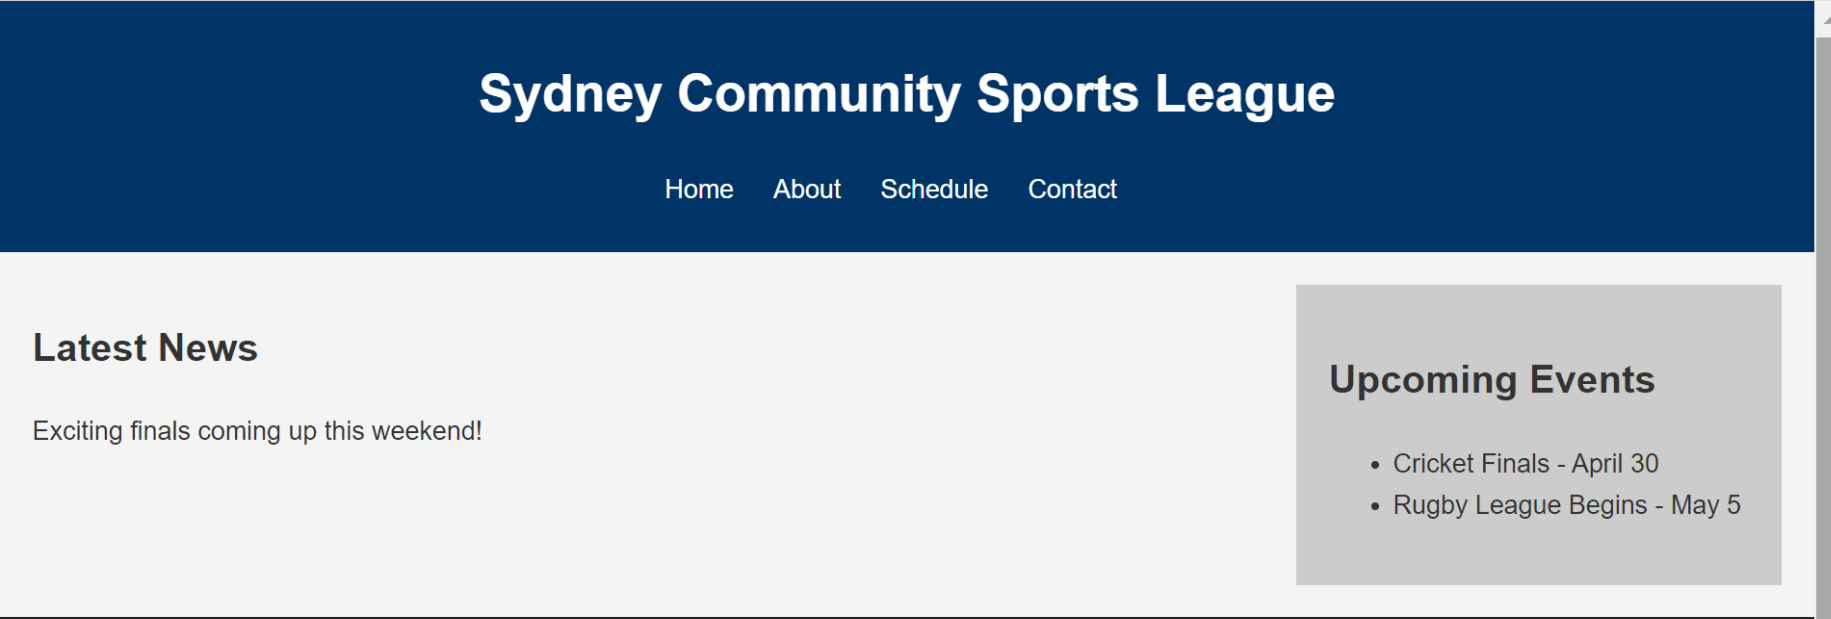 Sydney Community Sports League
Home About Schedule Contact
Latest News
Exciting finals coming up this weekend!
Upcoming Events
• Cricket Finals - April 30
• Rugby League Begins - May 5